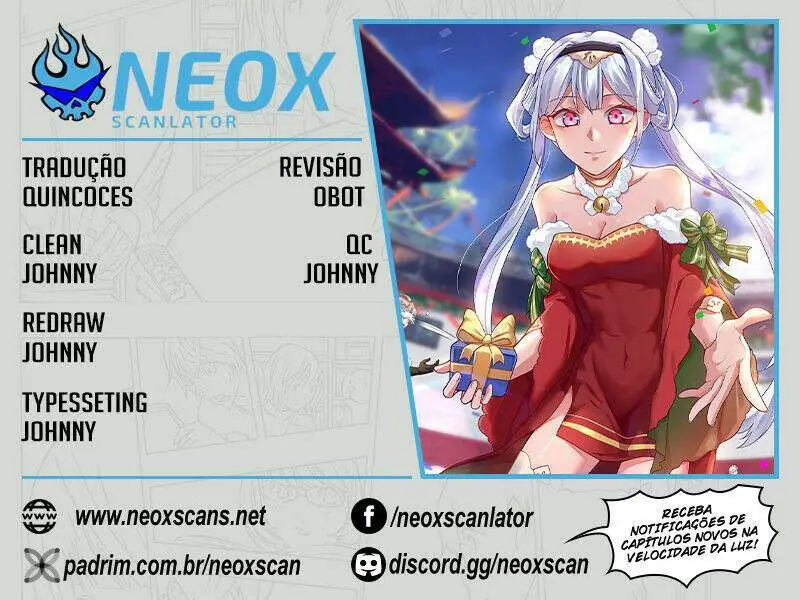 NEOX
SCANLATOR
TRADUÇÃO
QUINCOCES
REVISÃO
OBOT
CLEAN
JOHNNY
QC
JOHNNY
REDRAW
JOHNNY
TYPESSETING
JOHNNY
www www.neoxscans.net
/neoxscanlator
padrim.com.br/neoxscan
discord.gg/neoxscan
RECEBA
NOTIFICAÇÕES DE
CAPÍTULOS NOVOS NA
VELOCIDADE DA LUZ!